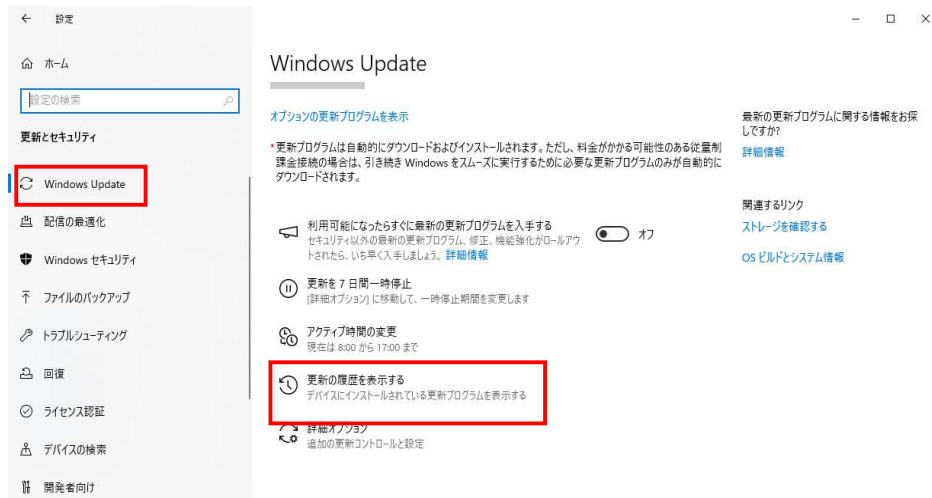 設定
ホーム
設定の検索
更新とセキュリティ
Windows Update
配信の最適化
Windows セキュリティ
ファイルのバックアップ
トラブルシューティング
回復
ライセンス認証
デバイスの検索
開発者向け
Windows Update
オプションの更新プログラムを表示
*更新プログラムは自動的にダウンロードおよびインストールされます。ただし、料金がかかる可能性のある従量制
課金接続の場合は、引き続き Windows をスムーズに実行するために必要な更新プログラムのみが自動的に
ダウンロードされます。
利用可能になったらすぐに最新の更新プログラムを入手する
セキュリティ以外の最新の更新プログラム、修正、機能強化がロールアウ
トされたら、いち早く入手しましょう。 詳細情報
オフ
更新を 7 日間一時停止
[詳細オプション] に移動して、一時停止期間を変更します
アクティブ時間の変更
現在は 8:00 から 17:00 まで
更新の履歴を表示する
デバイスにインストールされている更新プログラムを表示する
詳細オプション
追加の更新コントロールと設定
最新の更新プログラムに関する情報をお探
しですか?
詳細情報
関連するリンク
ストレージを確認する
OS ビルドとシステム情報